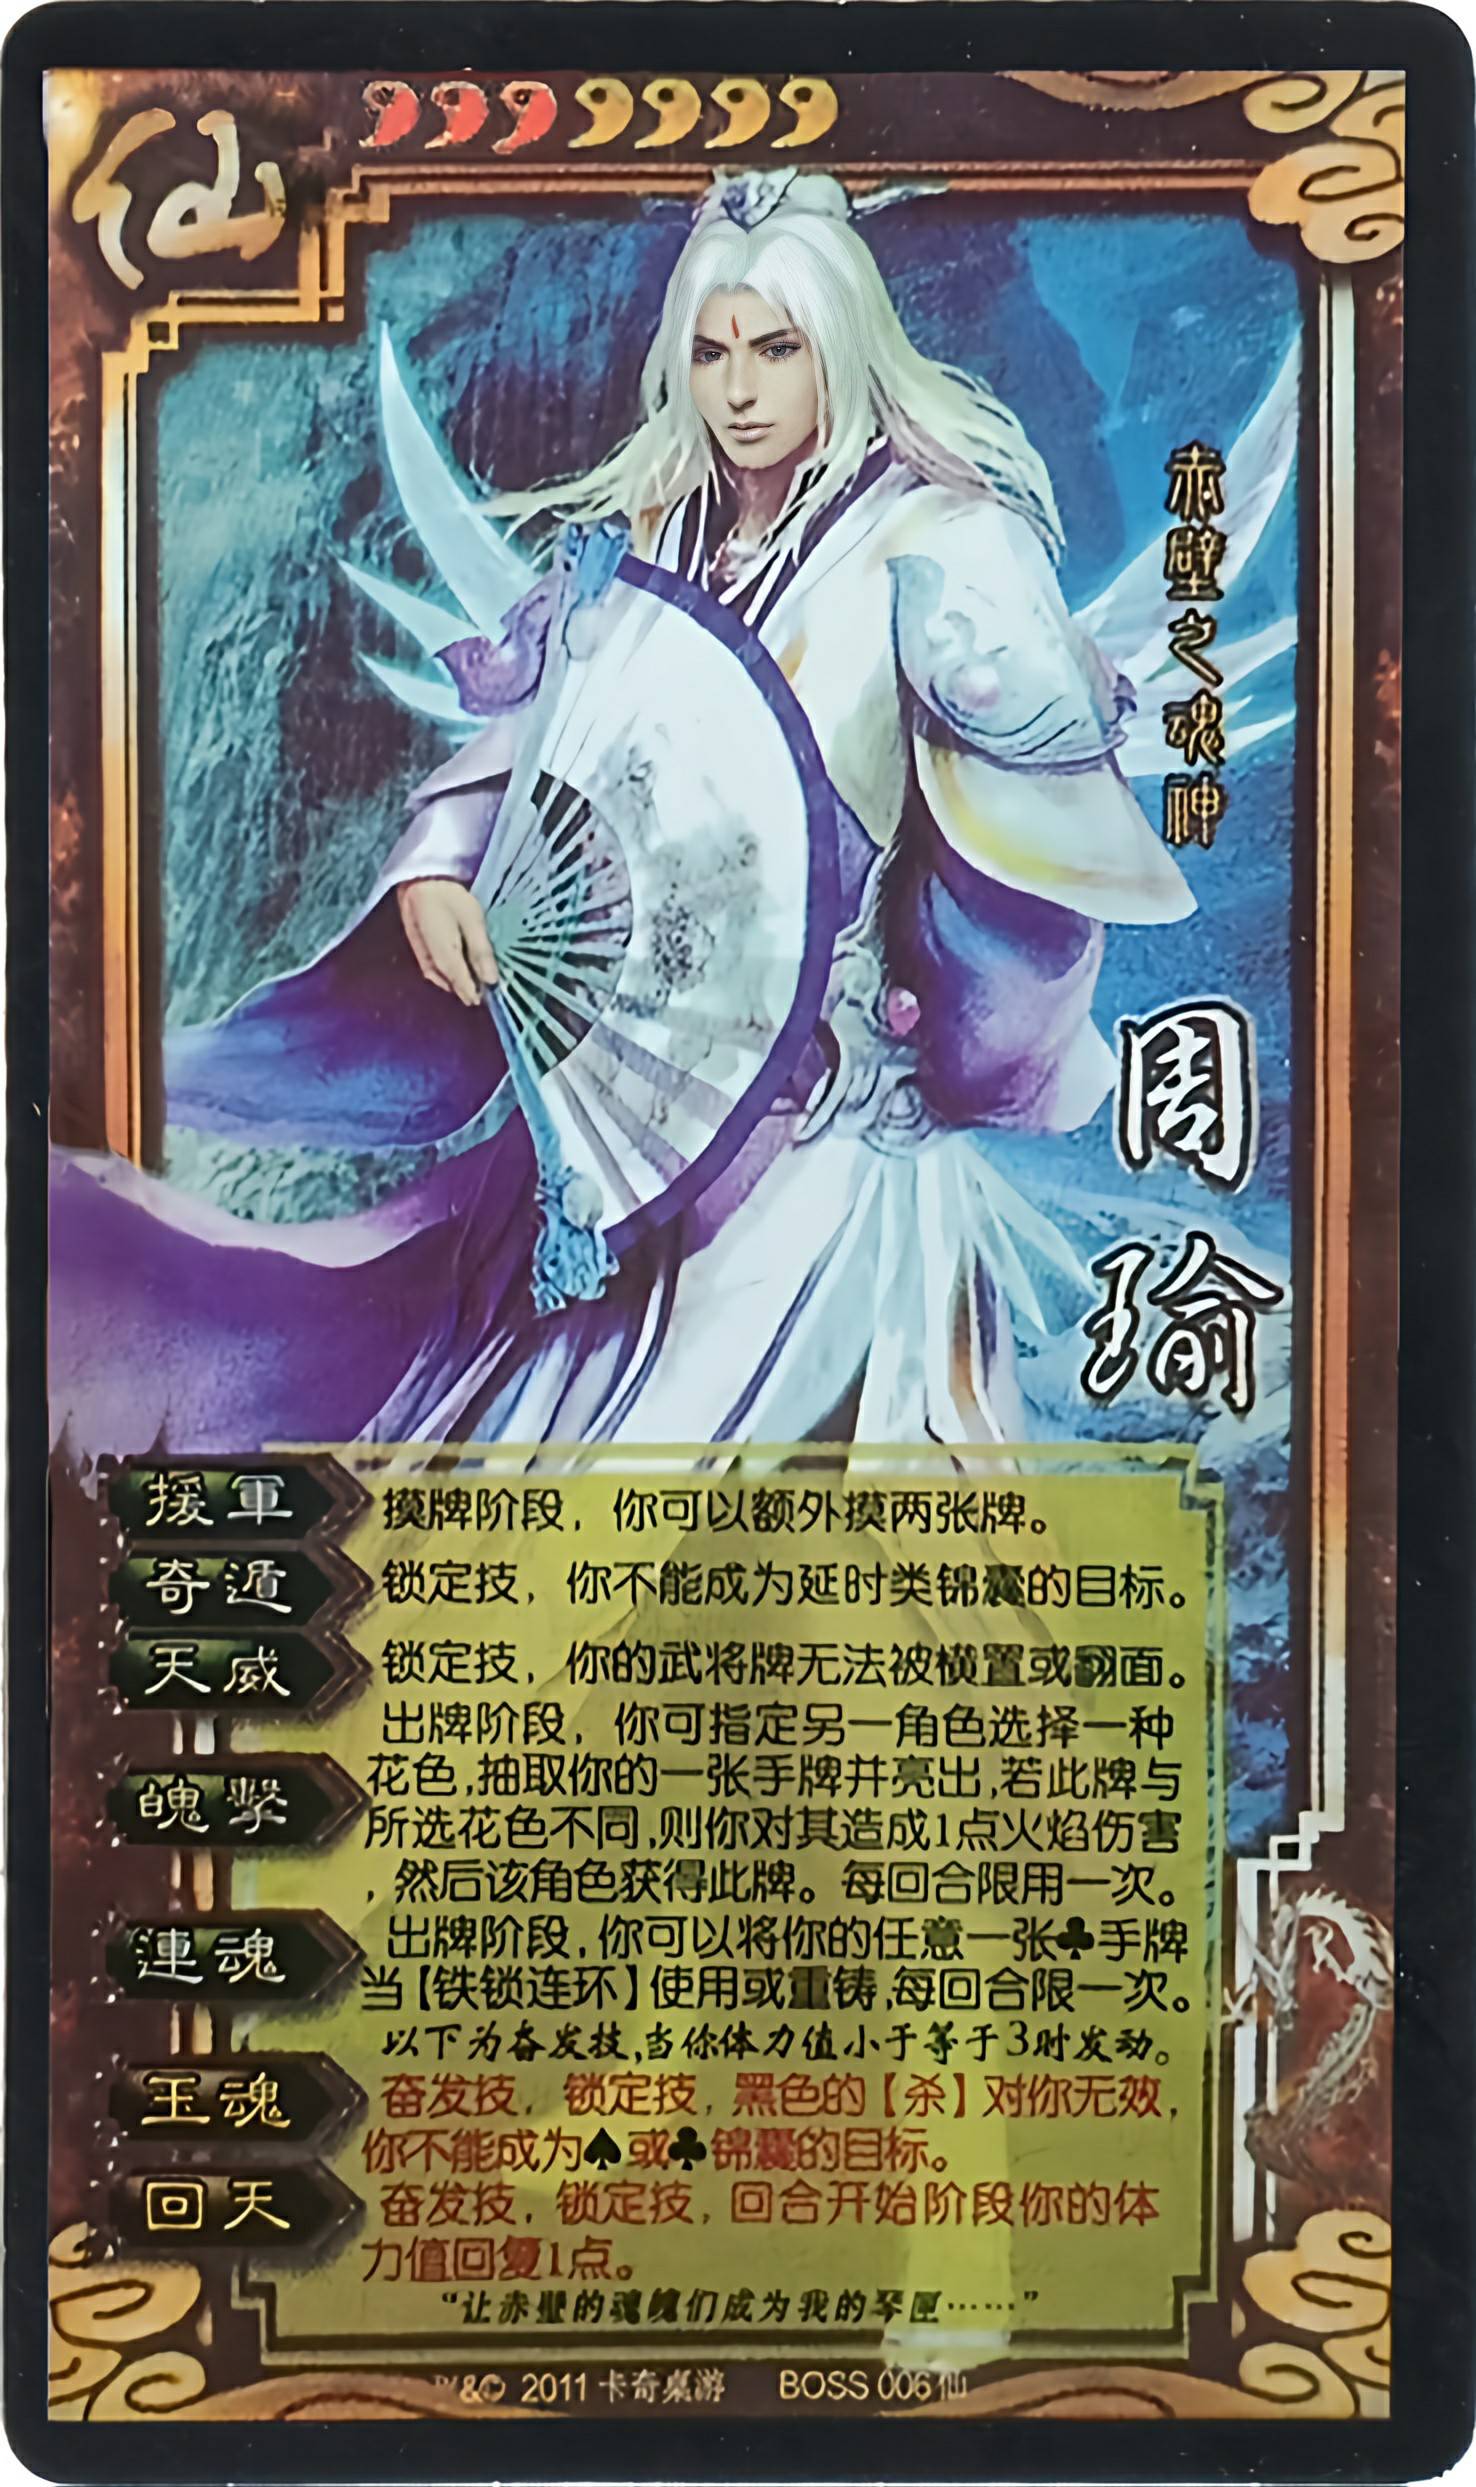 仙
赤壁之魂神
周瑜
援軍
摸牌阶段，你可以额外摸两张牌。
奇遁
锁定技，你不能成为延时类锦囊的目标。
天威
锁定技，你的武将牌无法被横置或翻面。
魄擊
出牌阶段，你可指定另一角色选择一种
花色,抽取你的一张手牌并亮出,若此牌与
所选花色不同,则你对其造成1点火焰伤害
，然后该角色获得此牌。每回合限用一次。
連魂
出牌阶段,你可以将你的任意一张♣手牌
当【铁锁连环】使用或重铸,每回合限一次。
以下为奋发技,当你体力值小于等于3时发动。
玉魂
奋发技，锁定技，黑色的【杀】对你无效，
你不能成为♠或♣锦囊的目标。
回天
奋发技，锁定技，回合开始阶段你的体
力值回复1点。
“让赤壁的魂魄们成为我的琴匣……”
&© 2011 卡奇桌游 BOSS 006 仙